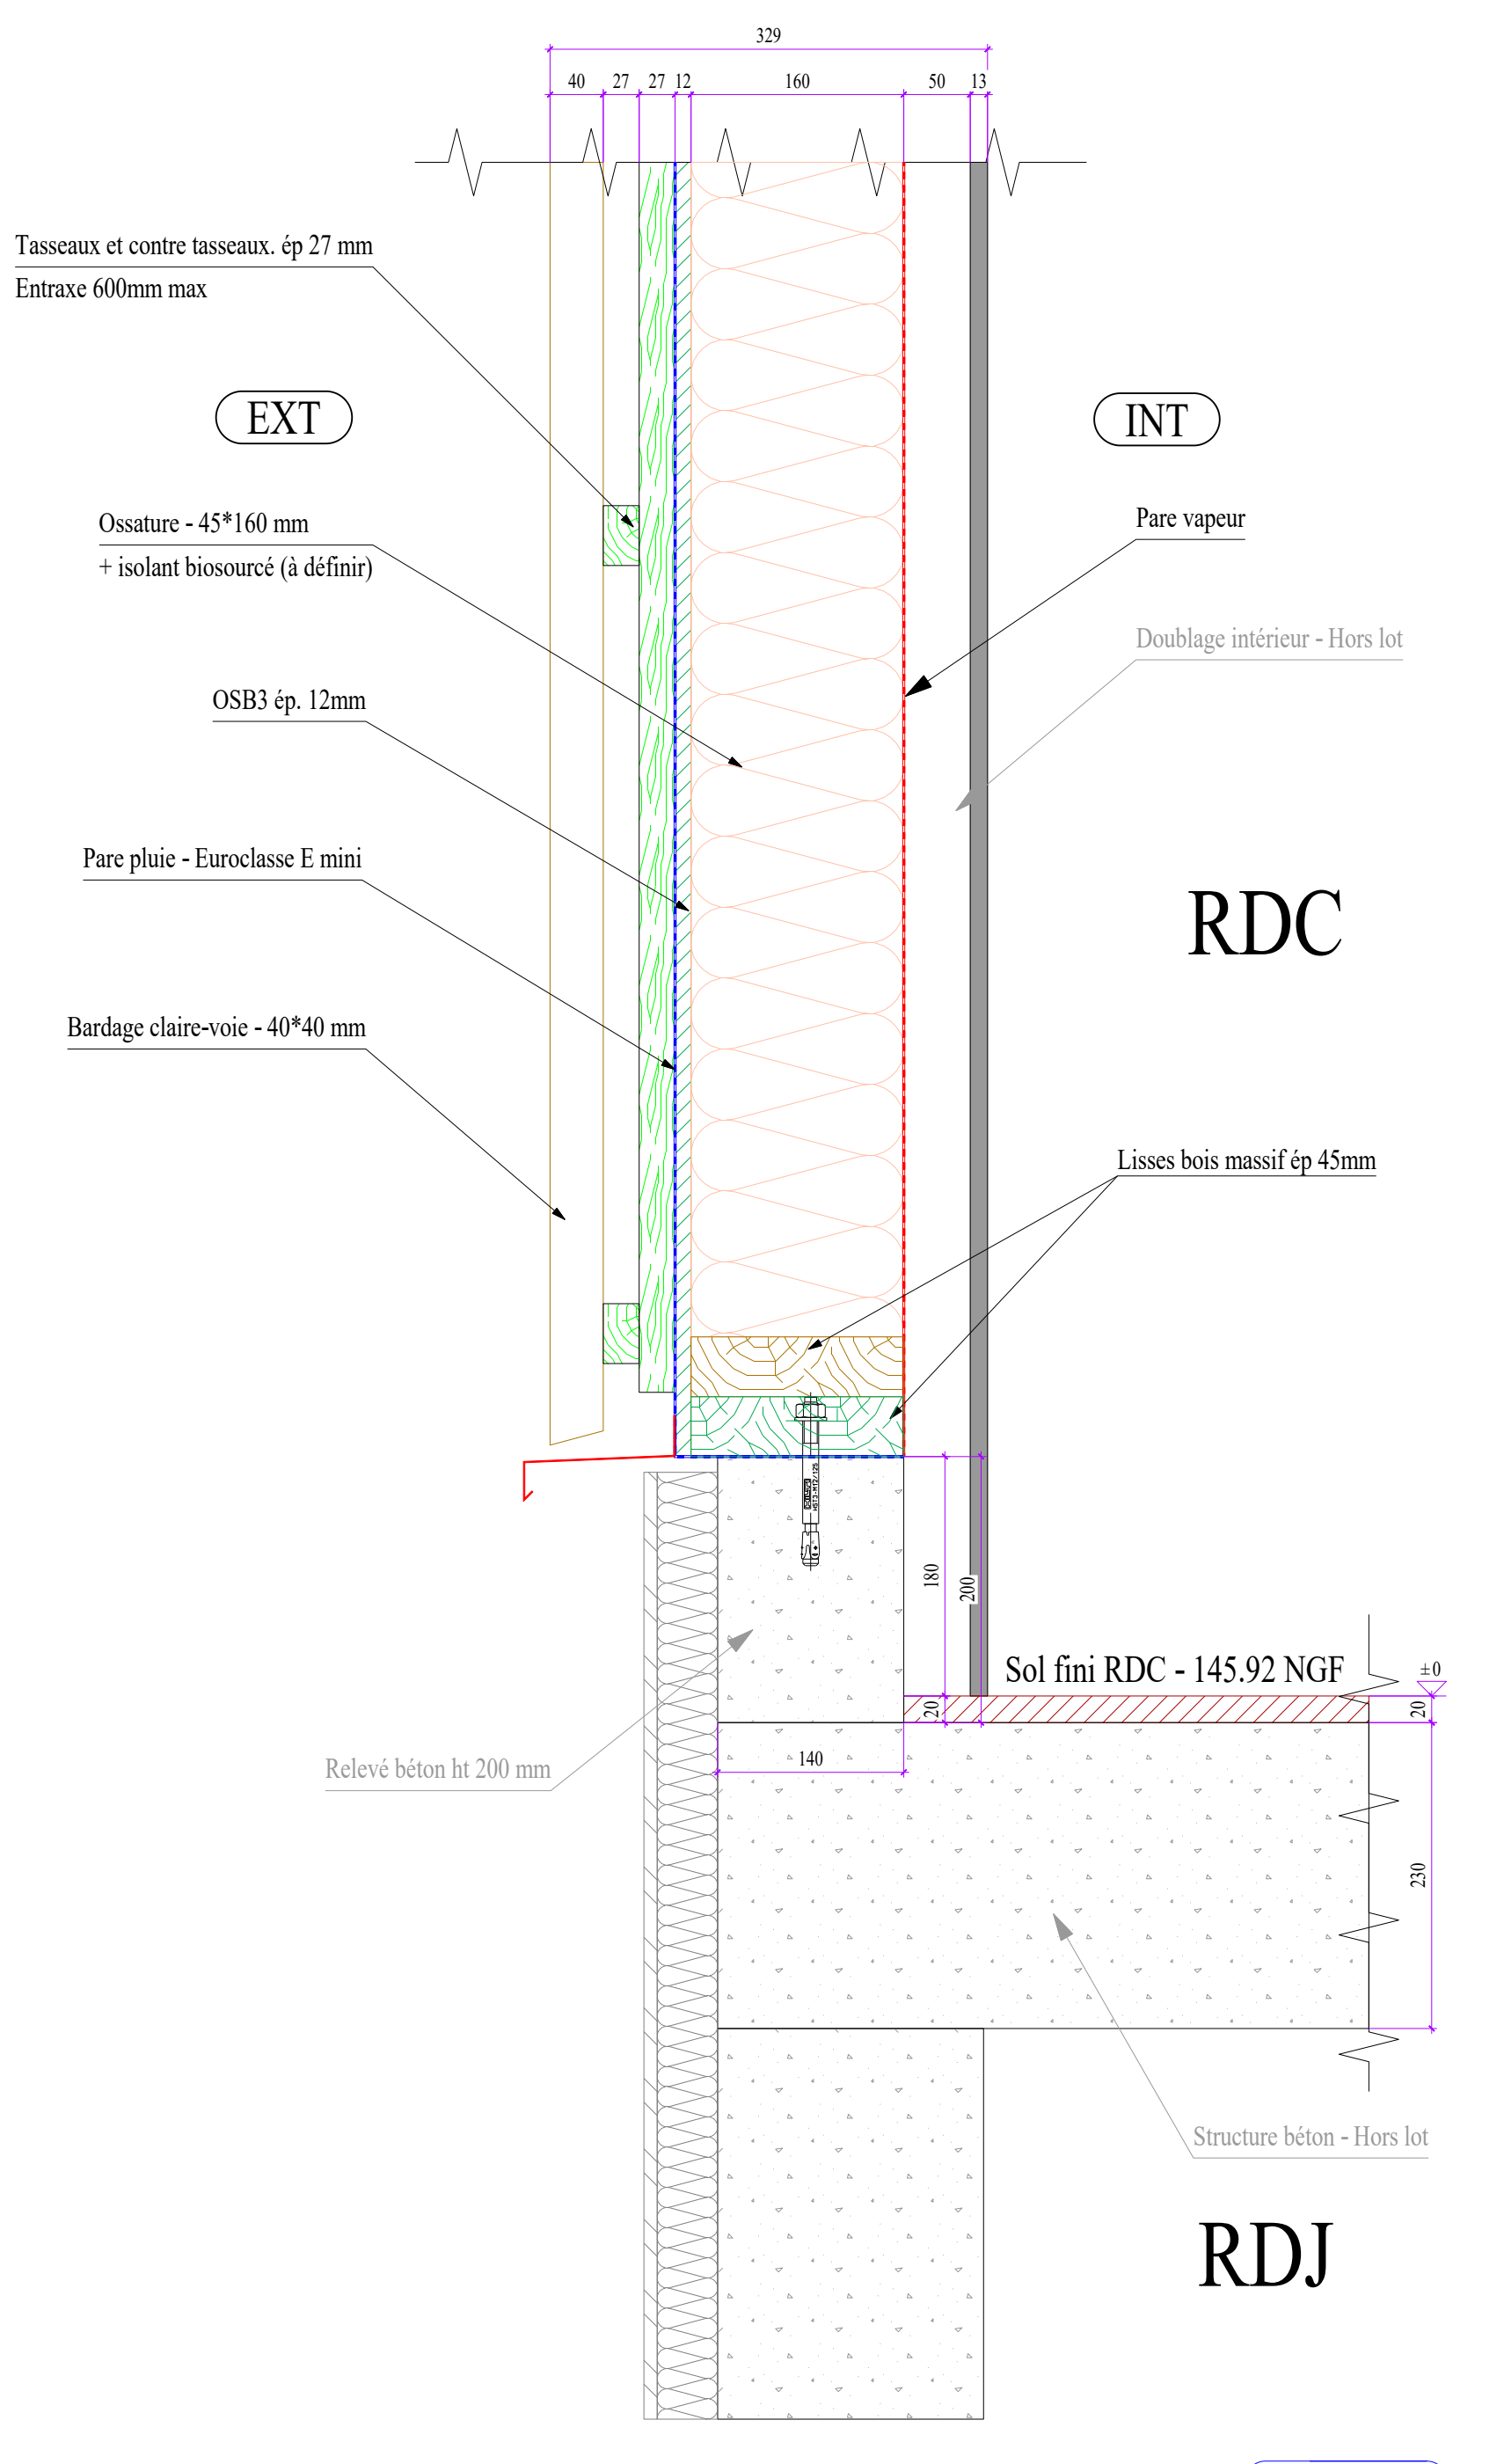 329
40 27 27 12 160 50 13
Tasseaux et contre tasseaux. ép 27 mm
Entraxe 600mm max
EXT
INT
Ossature - 45*160 mm
+ isolant biosourcé (à définir)
Pare vapeur
Doublage intérieur - Hors lot
OSB3 ép. 12mm
Pare pluie - Euroclasse E mini
RDC
Bardage claire-voie - 40*40 mm
Lisses bois massif ép 45mm
HST3-M12/125
180
200
Sol fini RDC - 145.92 NGF
±0
20
20
140
Relevé béton ht 200 mm
230
Structure béton - Hors lot
RDJ